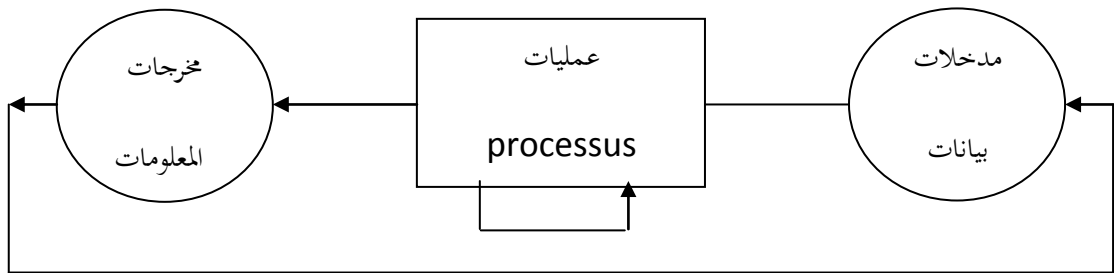 مدخلات
بيانات
عمليات
processus
مخرجات
المعلومات